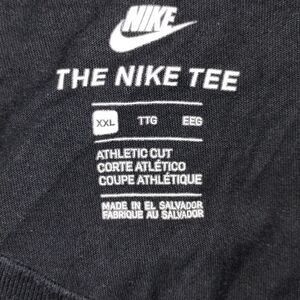 NIKE
THE NIKE TEE
XXL TTG EEG
ATHLETIC CUT
CORTE ATLÉTICO
COUPE ATHLÉTIQUE
MADE IN EL SALVADOR
FABRIQUE AU SALVADOR